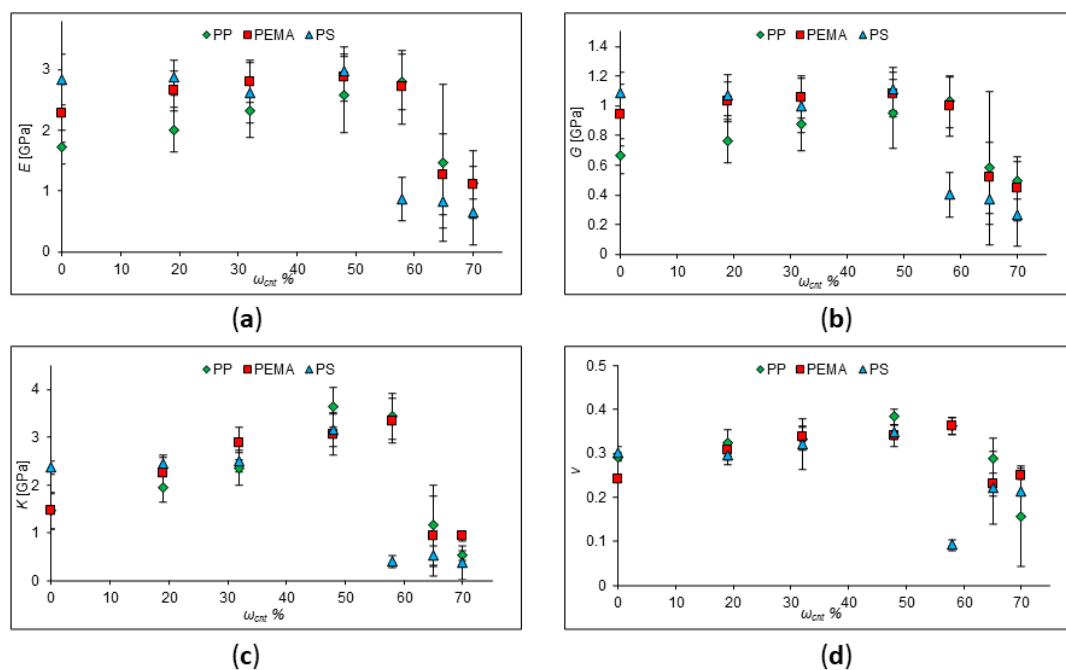 PP PEMA PS
3
2
1
0
E [GPa]
0 10 20 30 40 50 60 70
ω_cnt %
(a)
PP PEMA PS
1.4
1.2
1
0.8
0.6
0.4
0.2
0
G [GPa]
0 10 20 30 40 50 60 70
ω_cnt %
(b)
PP PEMA PS
4
3
2
1
0
K [GPa]
0 10 20 30 40 50 60 70
ω_cnt %
(c)
PP PEMA PS
0.5
0.4
0.3
0.2
0.1
0
v
0 10 20 30 40 50 60 70
ω_cnt %
(d)